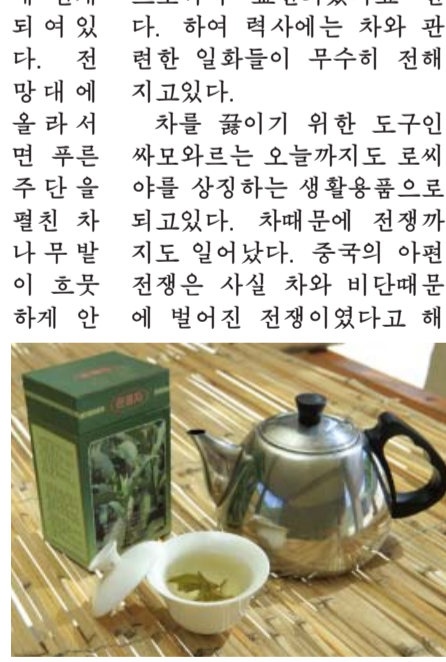 되여있
다. 전
망대에
올라서
면 푸른
주단을
펼친 차
나무밭
이 흐뭇
하게 안
다. 하여 력사에는 차와 관
련한 일화들이 무수히 전해
지고있다.
차를 끓이기 위한 도구인
싸모와르는 오늘까지도 로씨
야를 상징하는 생활용품으로
되고있다. 차때문에 전쟁까
지도 일어났다. 중국의 아편
전쟁은 사실 차와 비단때문
에 벌어진 전쟁이였다고 해